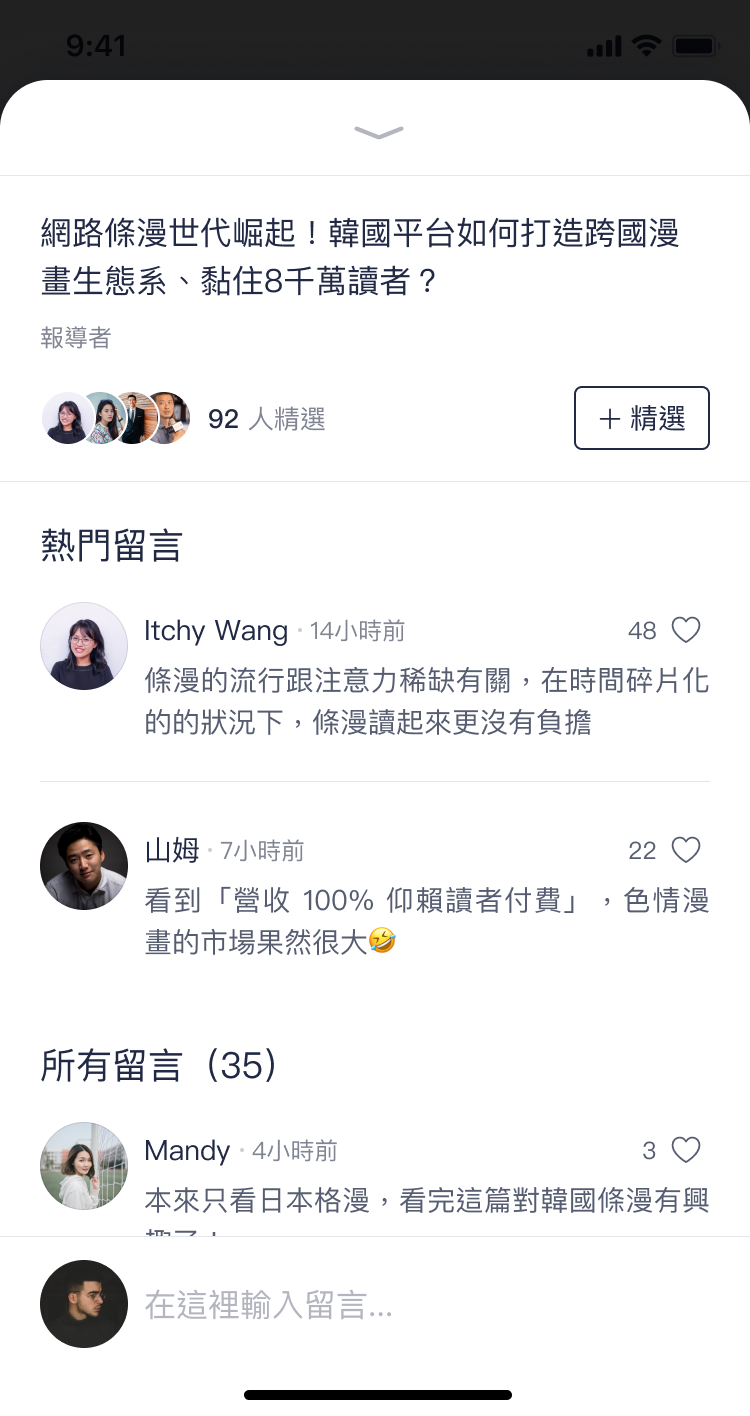 9:41
網路條漫世代崛起！韓國平台如何打造跨國漫
畫生態系、黏住8千萬讀者？
報導者
92 人精選
＋ 精選
熱門留言
Itchy Wang · 14小時前
48
條漫的流行跟注意力稀缺有關，在時間碎片化
的的狀況下，條漫讀起來更沒有負擔
山姆 · 7小時前
22
看到「營收 100% 仰賴讀者付費」，色情漫
畫的市場果然很大🤣
所有留言（35）
Mandy · 4小時前
3
本來只看日本格漫，看完這篇對韓國條漫有興
在這裡輸入留言...